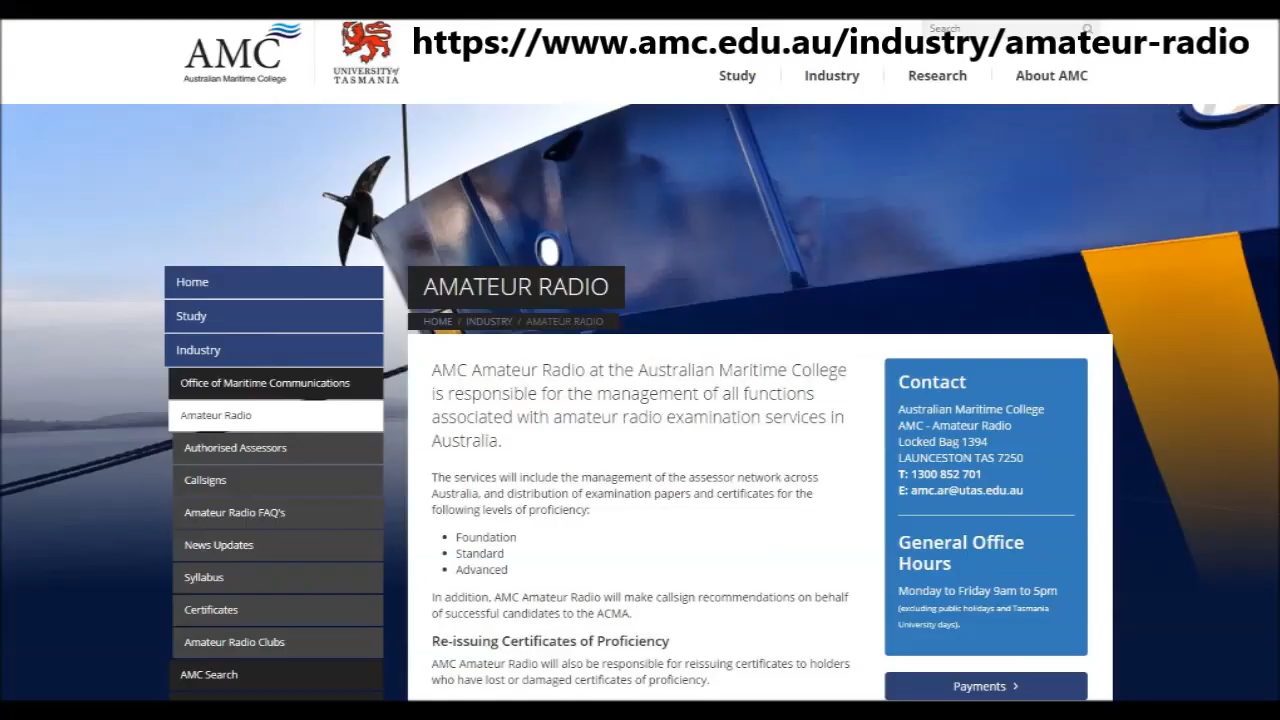 AMC
Australian Maritime College
UNIVERSITY of
TASMANIA
Search
https://www.amc.edu.au/industry/amateur-radio
Study
Industry
Research
About AMC
Home
Study
Industry
Office of Maritime Communications
Amateur Radio
Authorised Assessors
Callsigns
Amateur Radio FAQ's
News Updates
Syllabus
Certificates
Amateur Radio Clubs
AMC Search
AMATEUR RADIO
HOME / INDUSTRY / AMATEUR RADIO
AMC Amateur Radio at the Australian Maritime College
is responsible for the management of all functions
associated with amateur radio examination services in
Australia.
The services will include the management of the assessor network across
Australia, and distribution of examination papers and certificates for the
following levels of proficiency:
• Foundation
• Standard
• Advanced
In addition, AMC Amateur Radio will make callsign recommendations on behalf
of successful candidates to the ACMA.
Re-issuing Certificates of Proficiency
AMC Amateur Radio will also be responsible for reissuing certificates to holders
who have lost or damaged certificates of proficiency.
Contact
Australian Maritime College
AMC - Amateur Radio
Locked Bag 1394
LAUNCESTON TAS 7250
T: 1300 852 701
E: amc.ar@utas.edu.au
General Office
Hours
Monday to Friday 9am to 5pm
(excluding public holidays and Tasmania
University days).
Payments >